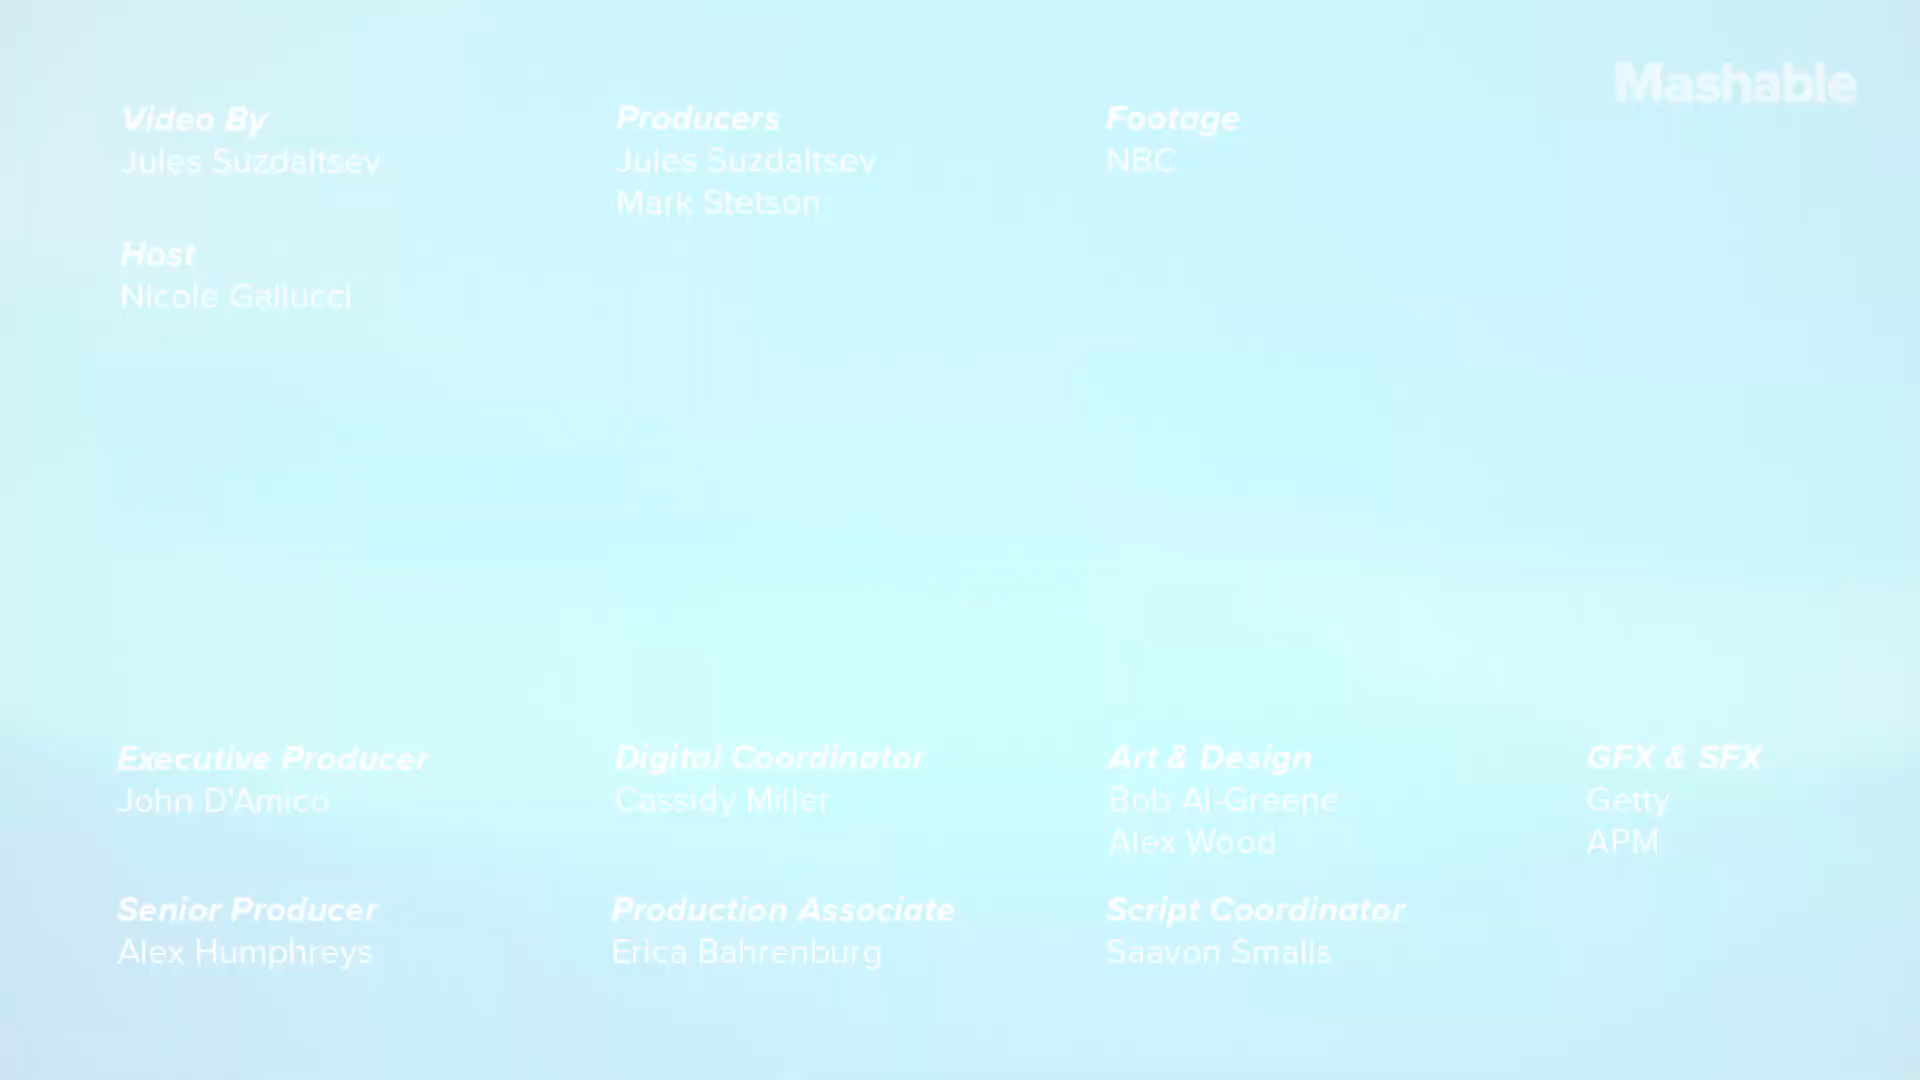 Mashable
Video By
Jules Suzdaltsev
Host
Nicole Gallucci
Producers
Jules Suzdaltsev
Mark Stetson
Footage
NBC
Executive Producer
John D'Amico
Senior Producer
Alex Humphreys
Digital Coordinator
Cassidy Miller
Production Associate
Erica Bahrenburg
Art & Design
Bob Al-Greene
Alex Wood
Script Coordinator
Saavon Smalls
GFX & SFX
Getty
APM